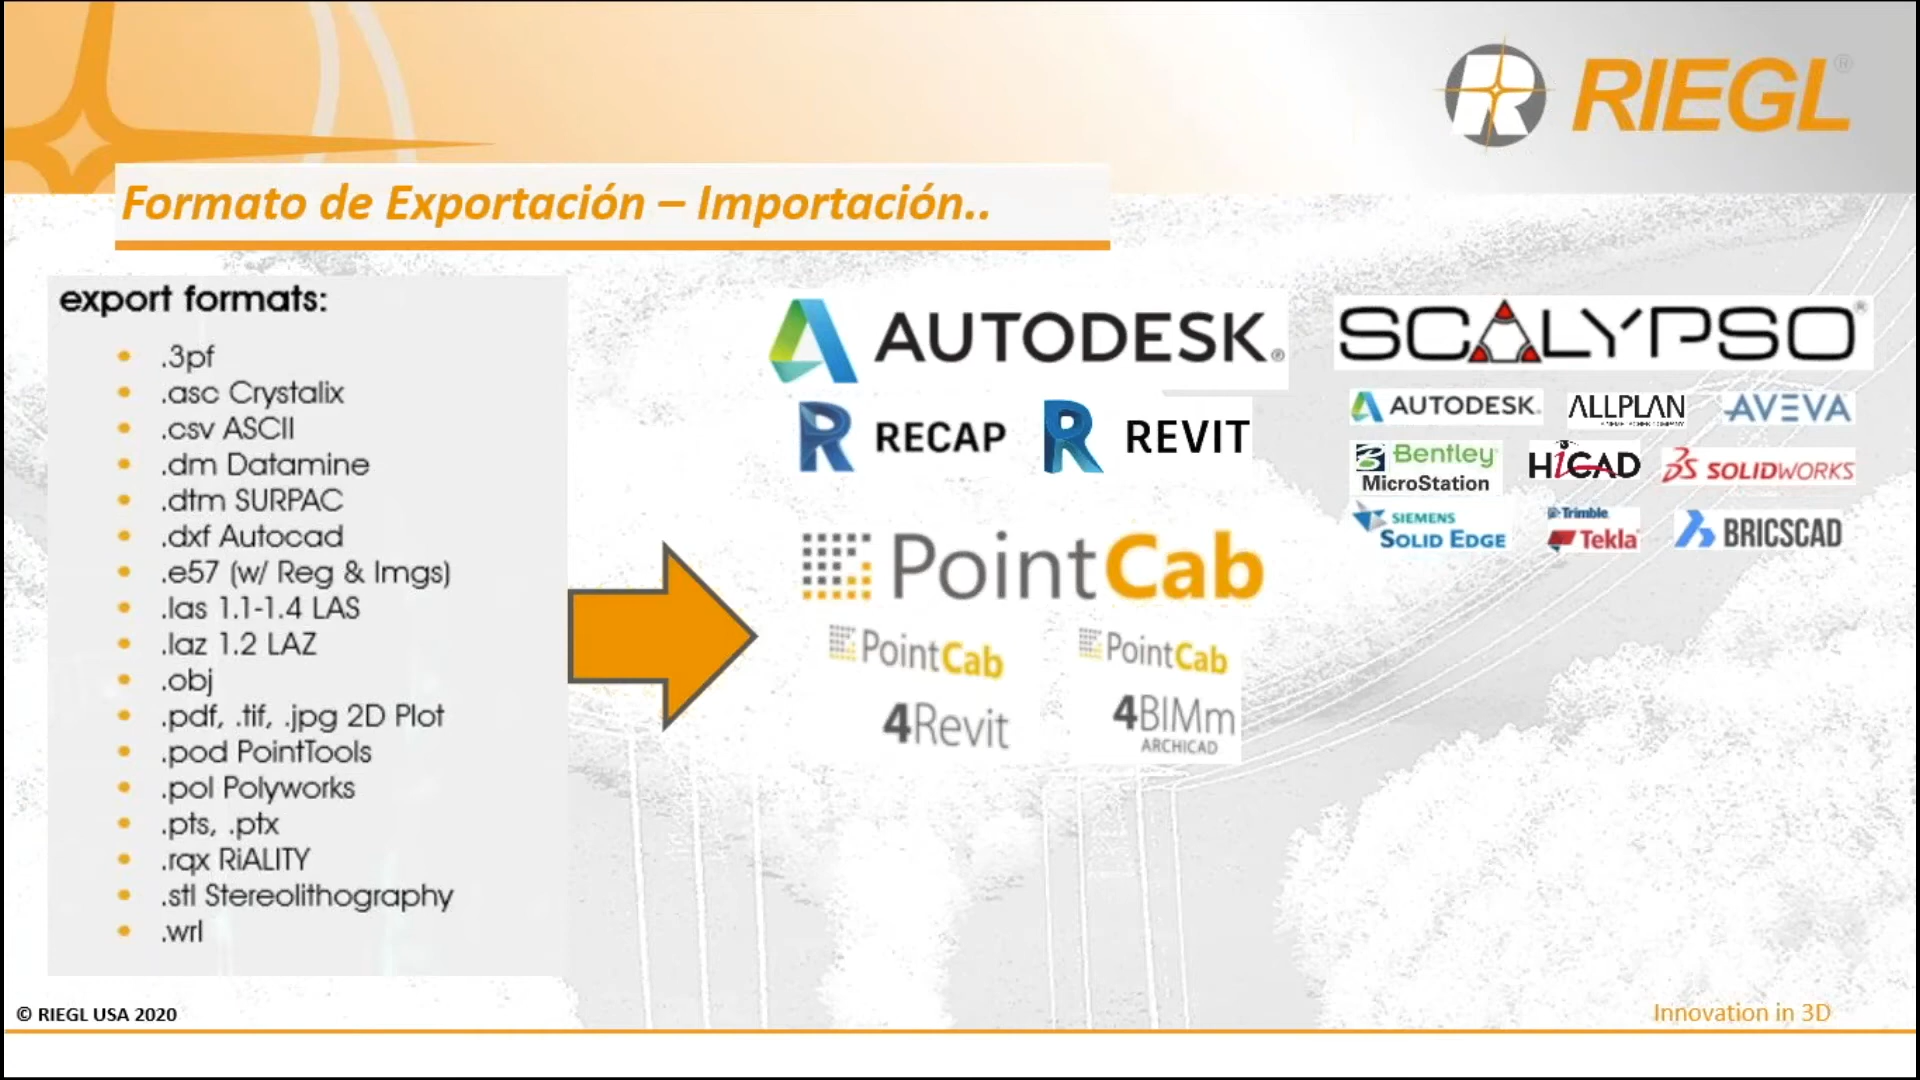 RIEGL®
Formato de Exportación – Importación..
export formats:
• .3pf
• .asc Crystalix
• .csv ASCII
• .dm Datamine
• .dtm SURPAC
• .dxf Autocad
• .e57 (w/ Reg & Imgs)
• .las 1.1-1.4 LAS
• .laz 1.2 LAZ
• .obj
• .pdf, .tif, .jpg 2D Plot
• .pod PointTools
• .pol Polyworks
• .pts, .ptx
• .rqx RiALITY
• .stl Stereolithography
• .wrl
AUTODESK®
R RECAP R REVIT
PointCab
PointCab
4Revit
PointCab
4BIMm
ARCHICAD
SCALYPSO®
AUTODESK. ALLPLAN AVEVA
Bentley
MicroStation
HiCAD
SOLIDWORKS
SIEMENS
SOLID EDGE
Trimble
Tekla
BRICSCAD
© RIEGL USA 2020
Innovation in 3D